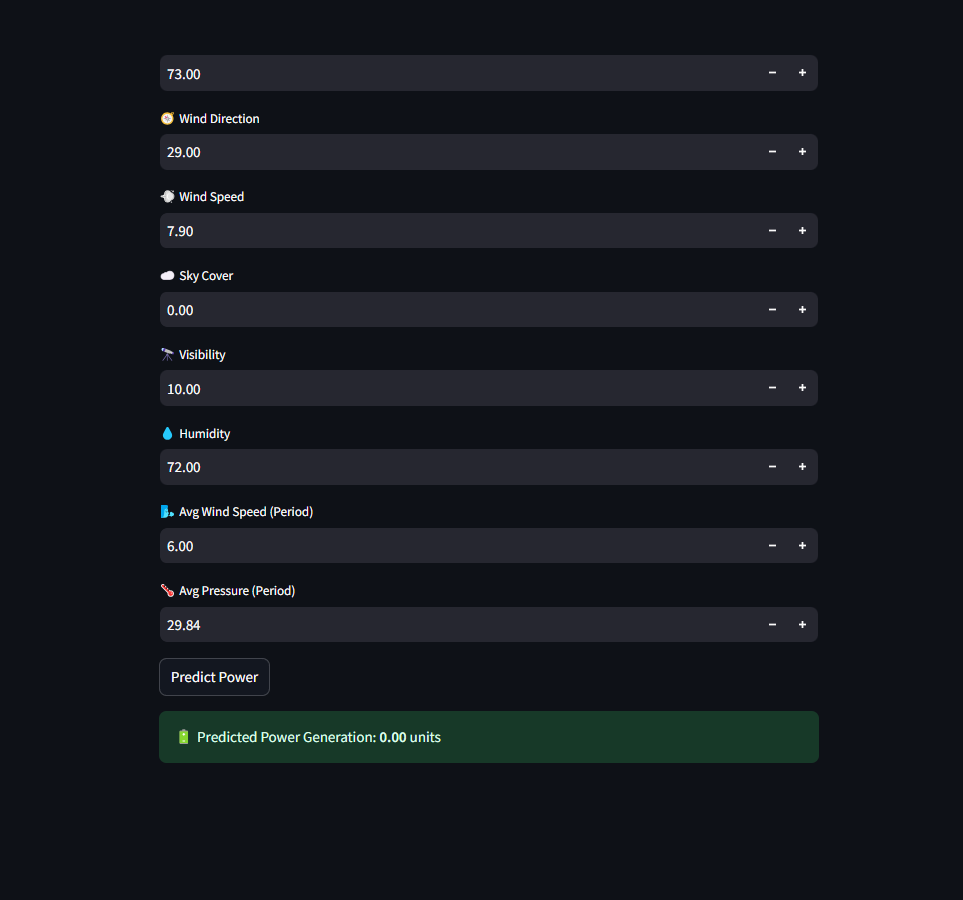 73.00
Wind Direction
29.00
Wind Speed
7.90
Sky Cover
0.00
Visibility
10.00
Humidity
72.00
Avg Wind Speed (Period)
6.00
Avg Pressure (Period)
29.84
Predict Power
Predicted Power Generation: 0.00 units